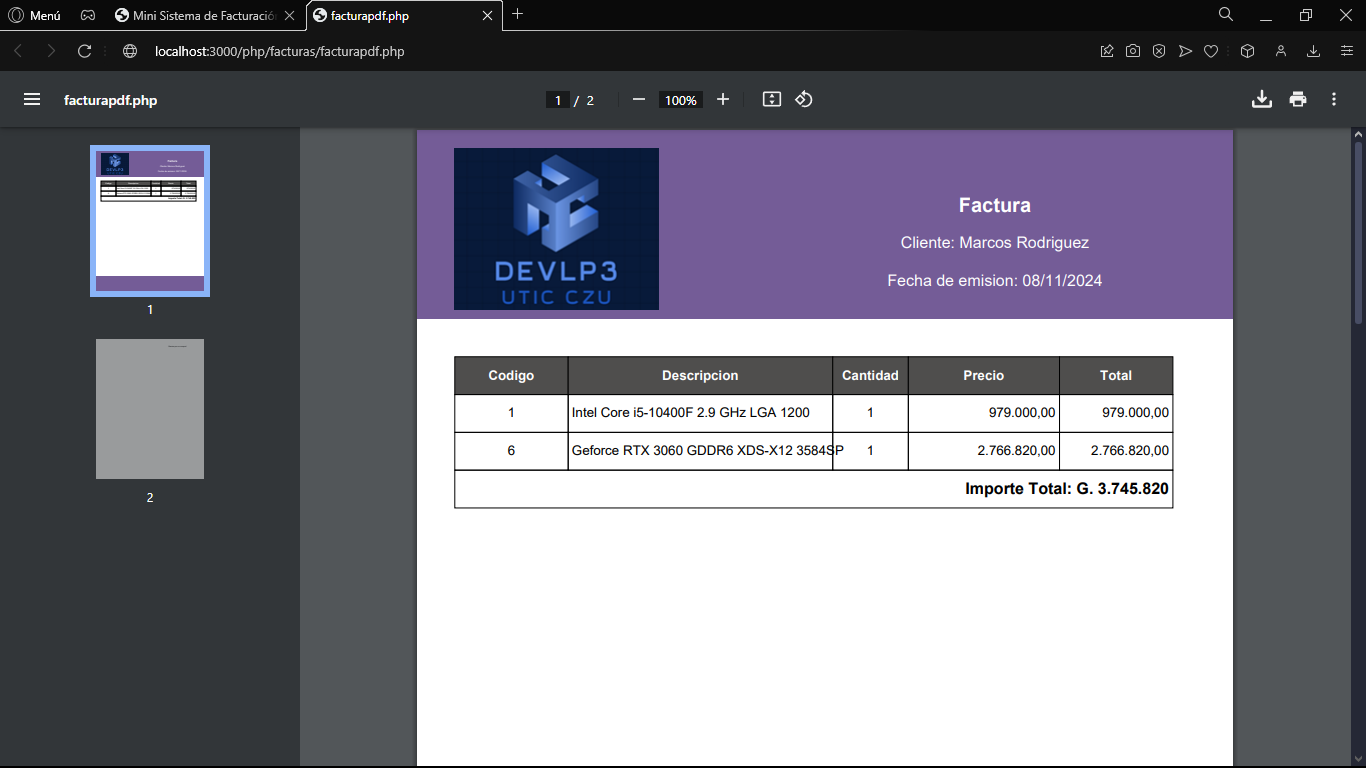 Menú
Mini Sistema de Facturación
facturapdf.php
localhost:3000/php/facturas/facturapdf.php
facturapdf.php
1 / 2
100%
1
2
DEVLP3
UTIC CZU
Factura
Cliente: Marcos Rodriguez
Fecha de emision: 08/11/2024
Codigo Descripcion Cantidad Precio Total
1 Intel Core i5-10400F 2.9 GHz LGA 1200 1 979.000,00 979.000,00
6 Geforce RTX 3060 GDDR6 XDS-X12 3584SP 1 2.766.820,00 2.766.820,00
Importe Total: G. 3.745.820